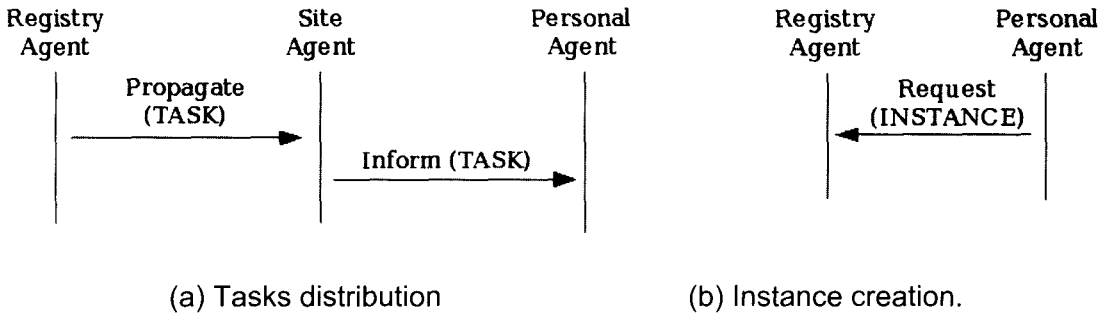 Registry
Agent
Site
Agent
Personal
Agent
Propagate
(TASK)
Inform (TASK)
(a) Tasks distribution
Registry
Agent
Personal
Agent
Request
(INSTANCE)
(b) Instance creation.